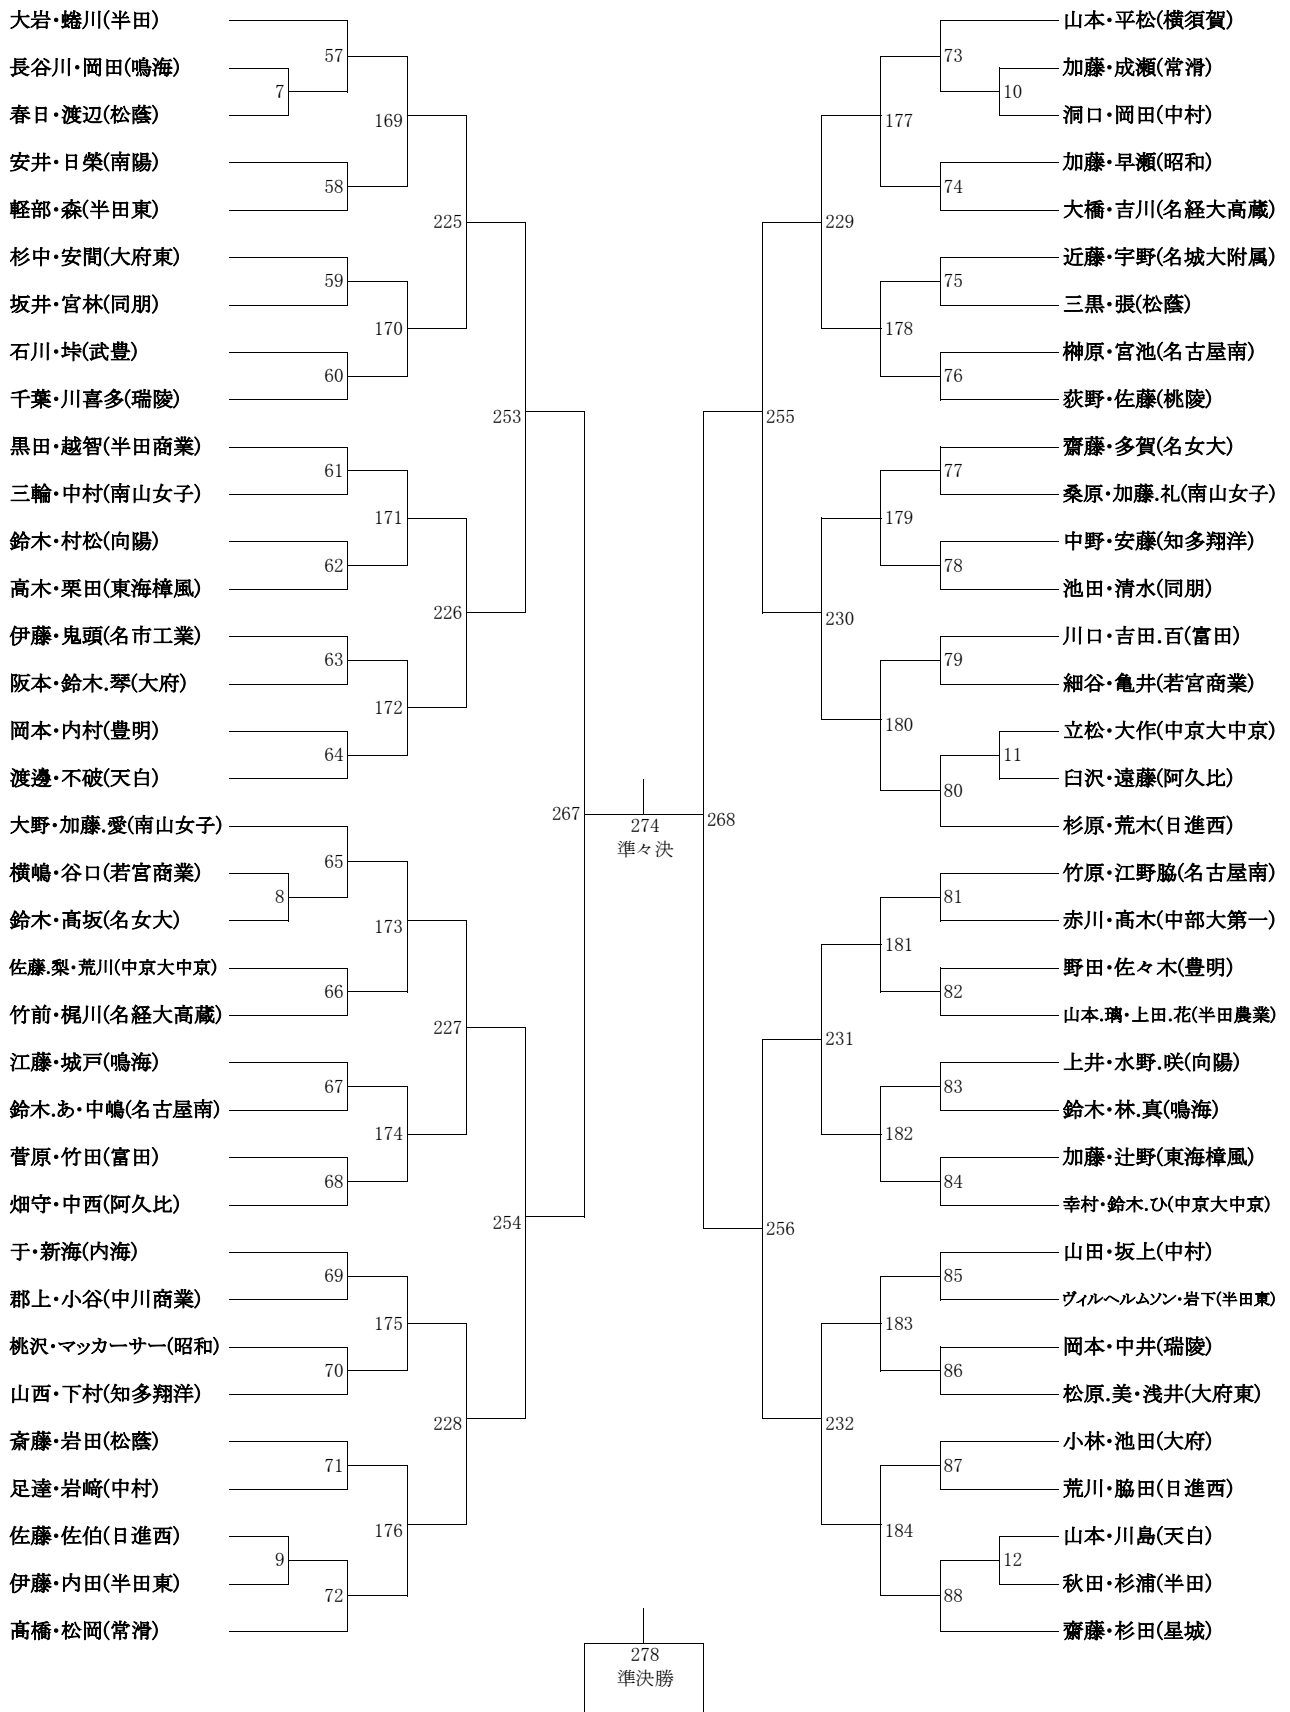 大岩・蜷川(半田)
長谷川・岡田(鳴海)
春日・渡辺(松蔭)
安井・日榮(南陽)
軽部・森(半田東)
杉中・安間(大府東)
坂井・宮林(同朋)
石川・垰(武豊)
千葉・川喜多(瑞陵)
黒田・越智(半田商業)
三輪・中村(南山女子)
鈴木・村松(向陽)
高木・栗田(東海樟風)
伊藤・鬼頭(名市工業)
阪本・鈴木.琴(大府)
岡本・内村(豊明)
渡邊・不破(天白)
大野・加藤.愛(南山女子)
横嶋・谷口(若宮商業)
鈴木・髙坂(名女大)
佐藤.梨・荒川(中京大中京)
竹前・梶川(名経大高蔵)
江藤・城戸(鳴海)
鈴木.あ・中嶋(名古屋南)
菅原・竹田(富田)
畑守・中西(阿久比)
于・新海(内海)
郡上・小谷(中川商業)
桃沢・マッカーサー(昭和)
山西・下村(知多翔洋)
斎藤・岩田(松蔭)
足達・岩﨑(中村)
佐藤・佐伯(日進西)
伊藤・内田(半田東)
髙橋・松岡(常滑)
7
8
9
57
58
59
60
61
62
63
64
65
66
67
68
69
70
71
72
169
170
171
172
173
174
175
176
225
226
227
228
253
254
267
274
準々決
278
準決勝
268
255
256
229
230
231
232
177
178
179
180
181
182
183
184
73
74
75
76
77
78
79
80
81
82
83
84
85
86
87
88
10
11
12
山本・平松(横須賀)
加藤・成瀬(常滑)
洞口・岡田(中村)
加藤・早瀬(昭和)
大橋・吉川(名経大高蔵)
近藤・宇野(名城大附属)
三黒・張(松蔭)
榊原・宮池(名古屋南)
荻野・佐藤(桃陵)
齋藤・多賀(名女大)
桑原・加藤.礼(南山女子)
中野・安藤(知多翔洋)
池田・清水(同朋)
川口・吉田.百(富田)
細谷・亀井(若宮商業)
立松・大作(中京大中京)
臼沢・遠藤(阿久比)
杉原・荒木(日進西)
竹原・江野脇(名古屋南)
赤川・髙木(中部大第一)
野田・佐々木(豊明)
山本.璃・上田.花(半田農業)
上井・水野.咲(向陽)
鈴木・林.真(鳴海)
加藤・辻野(東海樟風)
幸村・鈴木.ひ(中京大中京)
山田・坂上(中村)
ヴィルヘルムソン・岩下(半田東)
岡本・中井(瑞陵)
松原.美・浅井(大府東)
小林・池田(大府)
荒川・脇田(日進西)
山本・川島(天白)
秋田・杉浦(半田)
齋藤・杉田(星城)